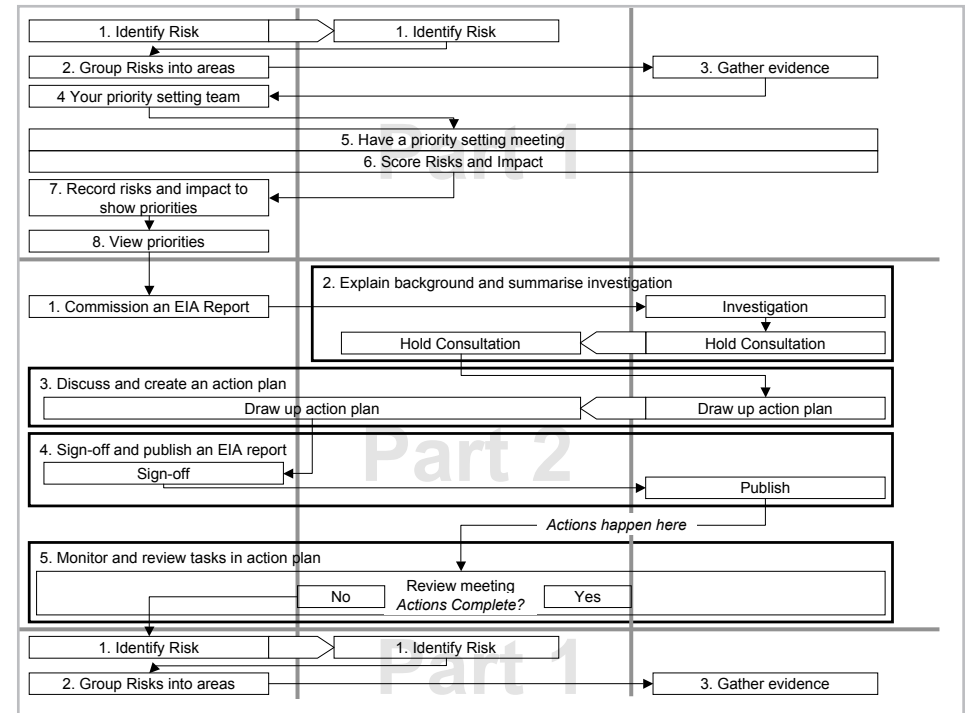 1. Identify Risk
1. Identify Risk
2. Group Risks into areas
3. Gather evidence
4 Your priority setting team
Part 1
5. Have a priority setting meeting
6. Score Risks and Impact
7. Record risks and impact to
show priorities
8. View priorities
2. Explain background and summarise investigation
1. Commission an EIA Report
Investigation
Hold Consultation
Hold Consultation
3. Discuss and create an action plan
Draw up action plan
Draw up action plan
Part 2
4. Sign-off and publish an EIA report
Sign-off
Publish
Actions happen here
5. Monitor and review tasks in action plan
Review meeting
No
Actions Complete?
Yes
Part 1
1. Identify Risk
1. Identify Risk
2. Group Risks into areas
3. Gather evidence